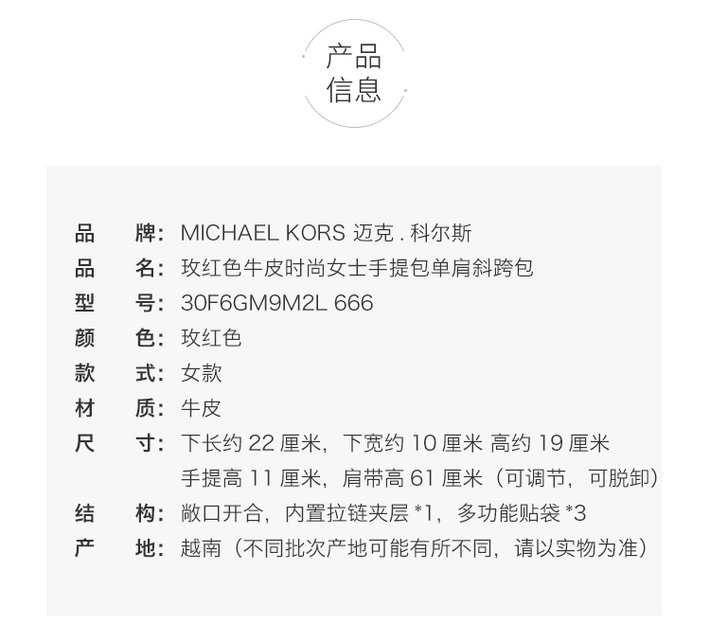 产品
信息
品 牌：MICHAEL KORS 迈克 . 科尔斯
品 名：玫红色牛皮时尚女士手提包单肩斜跨包
型 号：30F6GM9M2L 666
颜 色：玫红色
款 式：女款
材 质：牛皮
尺 寸：下长约 22 厘米，下宽约 10 厘米 高约 19 厘米
手提高 11 厘米，肩带高 61 厘米（可调节，可脱卸）
结 构：敞口开合，内置拉链夹层 *1，多功能贴袋 *3
产 地：越南（不同批次产地可能有所不同，请以实物为准）